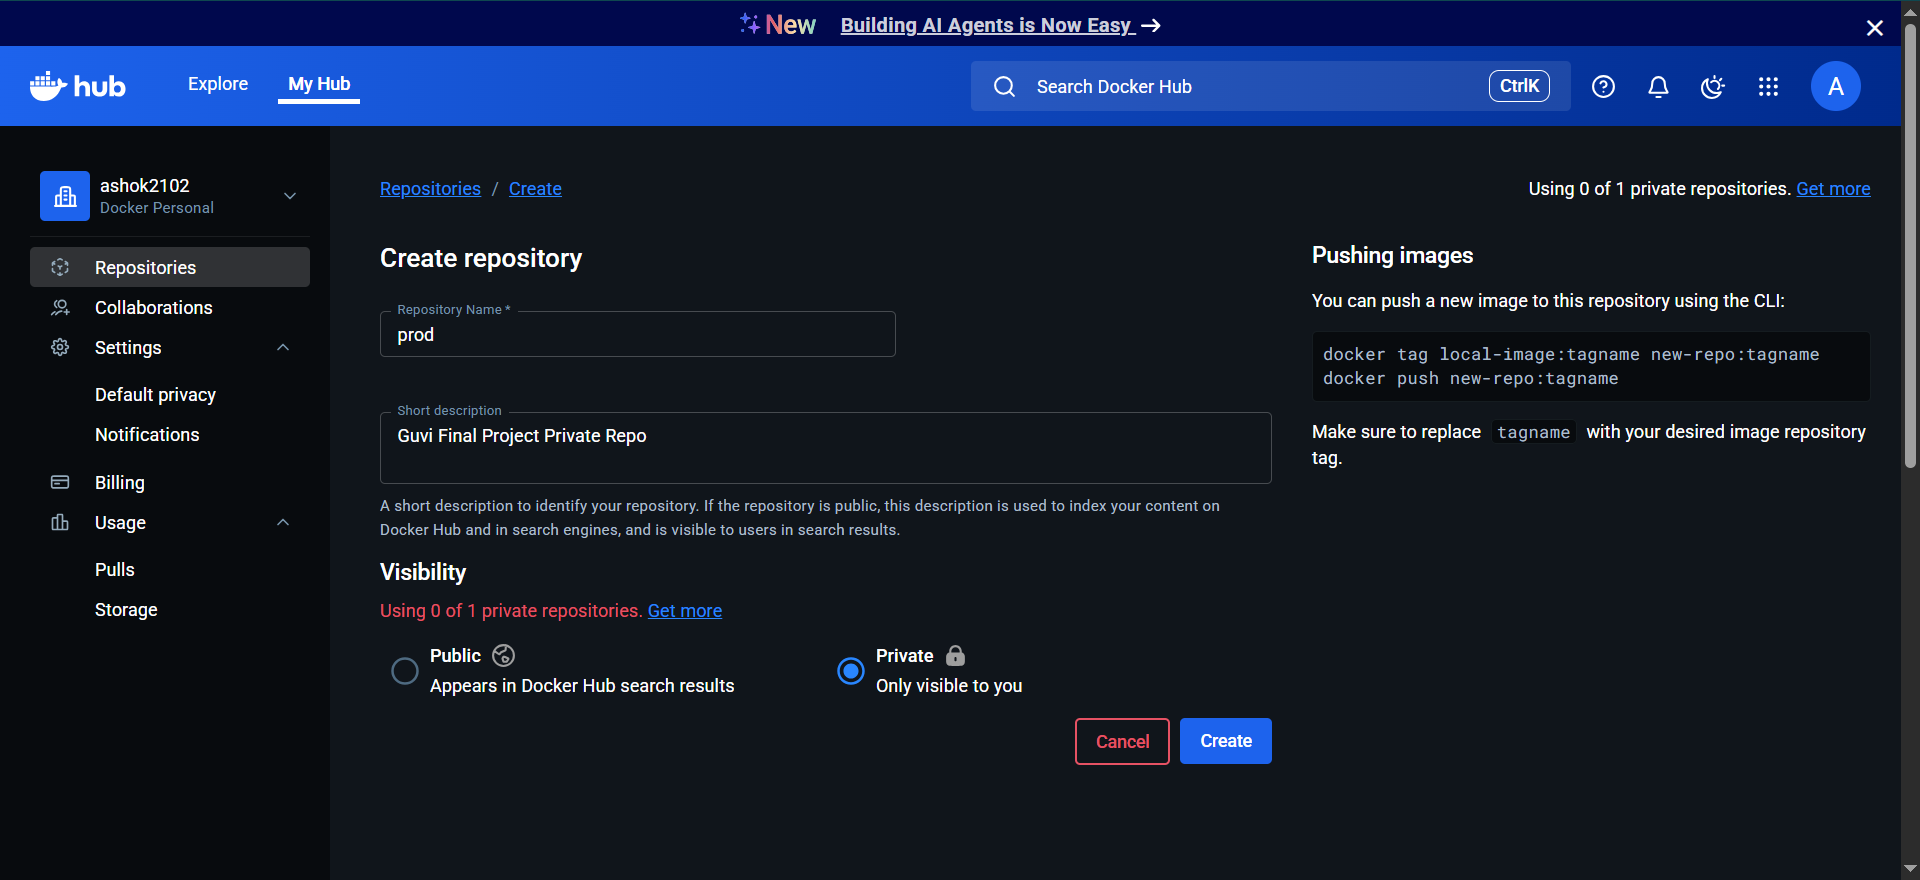 New Building AI Agents is Now Easy →
hub
Explore
My Hub
Search Docker Hub
CtrlK
A
ashok2102
Docker Personal
Repositories
Collaborations
Settings
Default privacy
Notifications
Billing
Usage
Pulls
Storage
Repositories / Create
Using 0 of 1 private repositories. Get more
Create repository
Repository Name *
prod
Short description
Guvi Final Project Private Repo
A short description to identify your repository. If the repository is public, this description is used to index your content on
Docker Hub and in search engines, and is visible to users in search results.
Visibility
Using 0 of 1 private repositories. Get more
Public
Appears in Docker Hub search results
Private
Only visible to you
Cancel
Create
Pushing images
You can push a new image to this repository using the CLI:
docker tag local-image:tagname new-repo:tagname
docker push new-repo:tagname
Make sure to replace tagname with your desired image repository
tag.